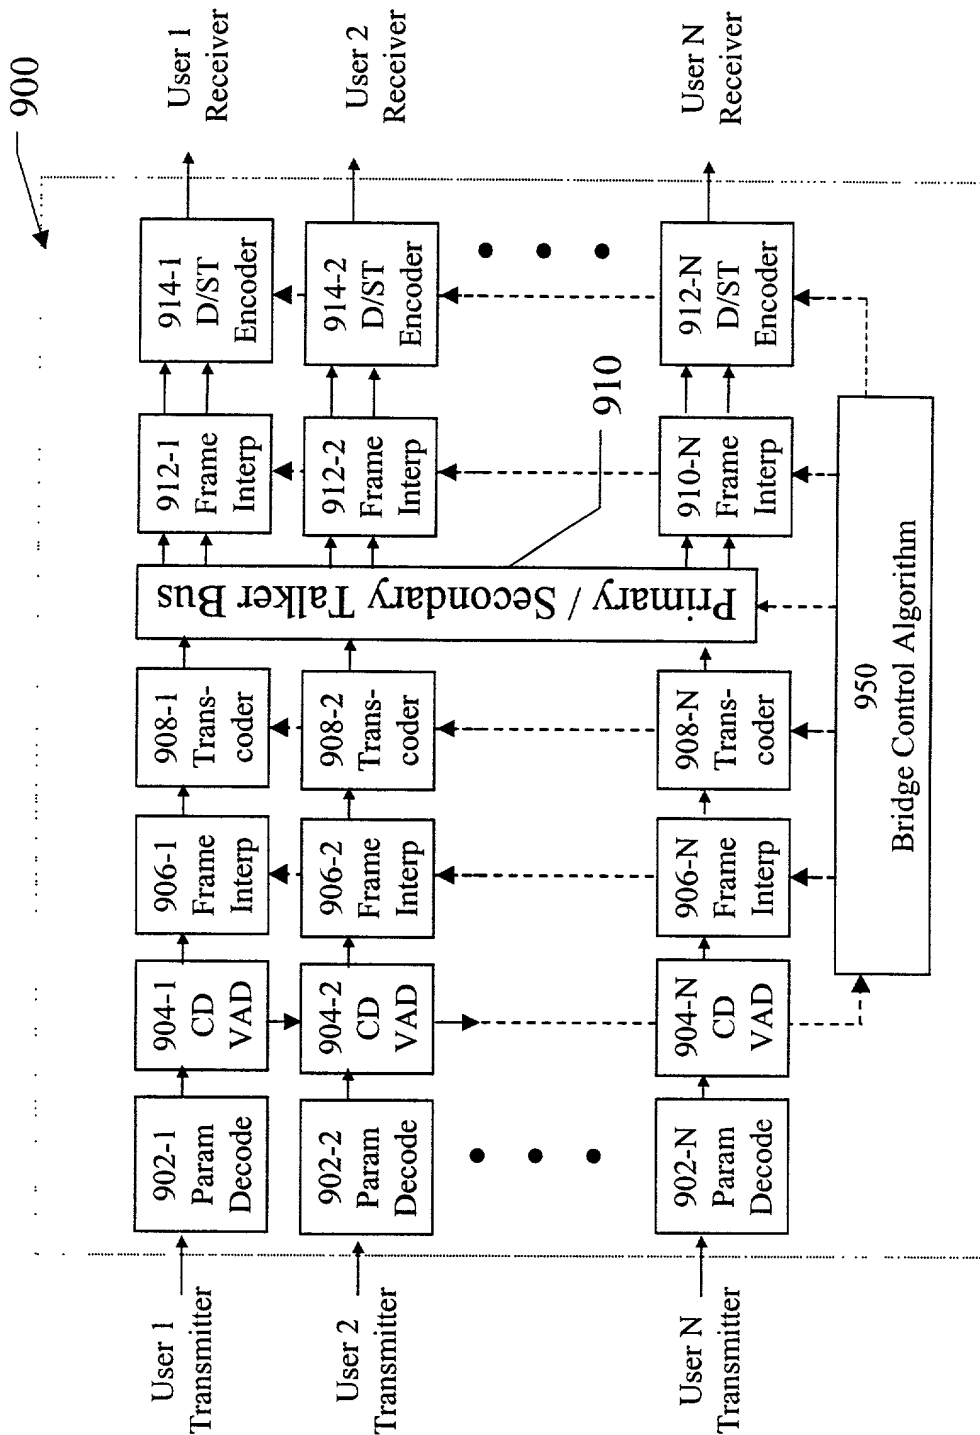 900
User 1
Transmitter
902-1
Param
Decode
904-1
CD
VAD
906-1
Frame
Interp
908-1
Trans-
coder
912-1
Frame
Interp
914-1
D/ST
Encoder
User 1
Receiver
User 2
Transmitter
902-2
Param
Decode
904-2
CD
VAD
906-2
Frame
Interp
908-2
Trans-
coder
Primary / Secondary Talker Bus
912-2
Frame
Interp
914-2
D/ST
Encoder
User 2
Receiver
910
User N
Transmitter
902-N
Param
Decode
904-N
CD
VAD
906-N
Frame
Interp
908-N
Trans-
coder
910-N
Frame
Interp
912-N
D/ST
Encoder
User N
Receiver
950
Bridge Control Algorithm